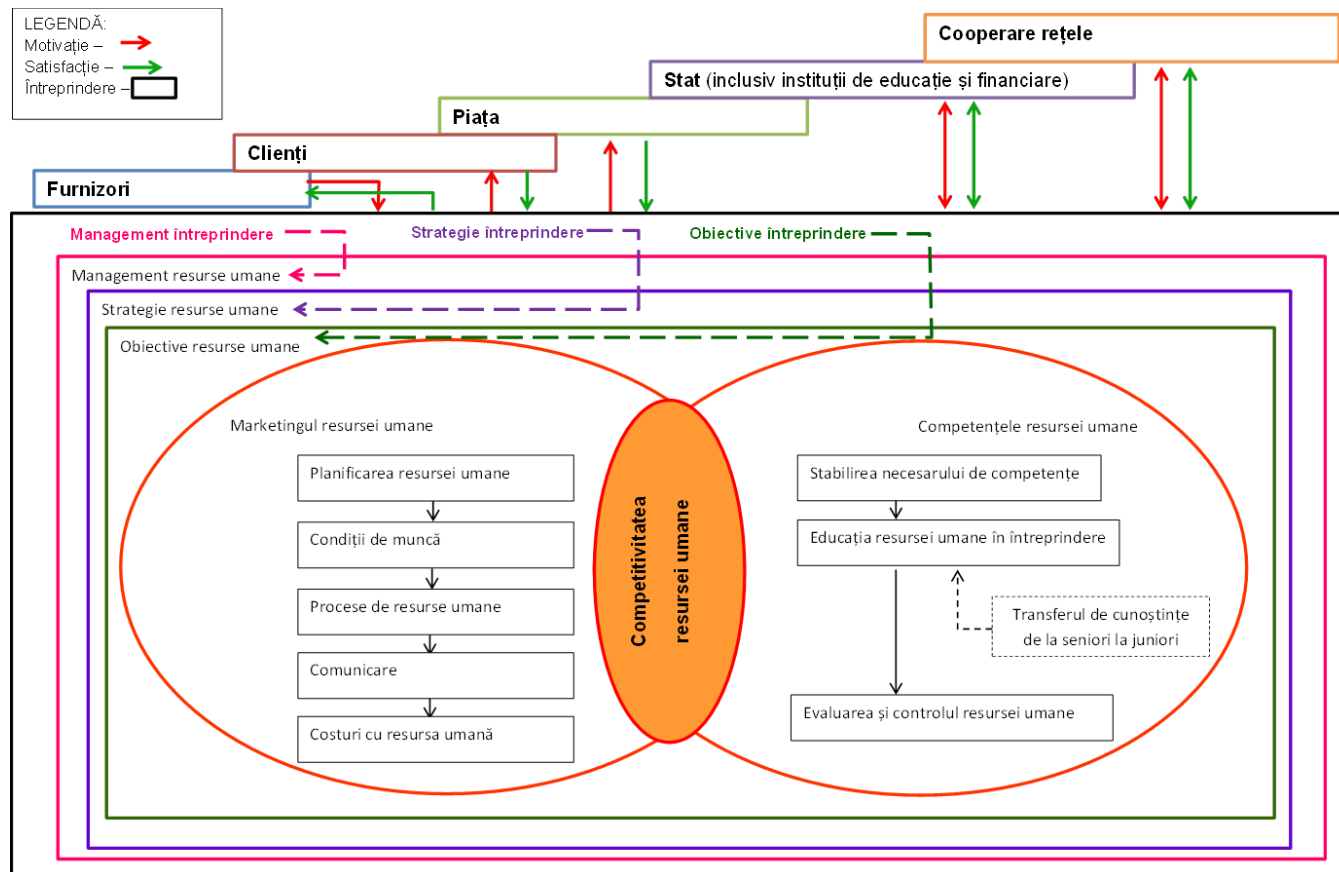 LEGENDĂ:
Motivație –
Satisfacție –
Întreprindere –
Cooperare rețele
Stat (inclusiv instituții de educație și financiare)
Piața
Clienți
Furnizori
Management întreprindere
Strategie întreprindere
Obiective întreprindere
Management resurse umane
Strategie resurse umane
Obiective resurse umane
Marketingul resursei umane
Planificarea resursei umane
Condiții de muncă
Procese de resurse umane
Comunicare
Costuri cu resursa umană
Competitivitatea
resursei umane
Competențele resursei umane
Stabilirea necesarului de competențe
Educația resursei umane în întreprindere
Transferul de cunoștințe
de la seniori la juniori
Evaluarea și controlul resursei umane